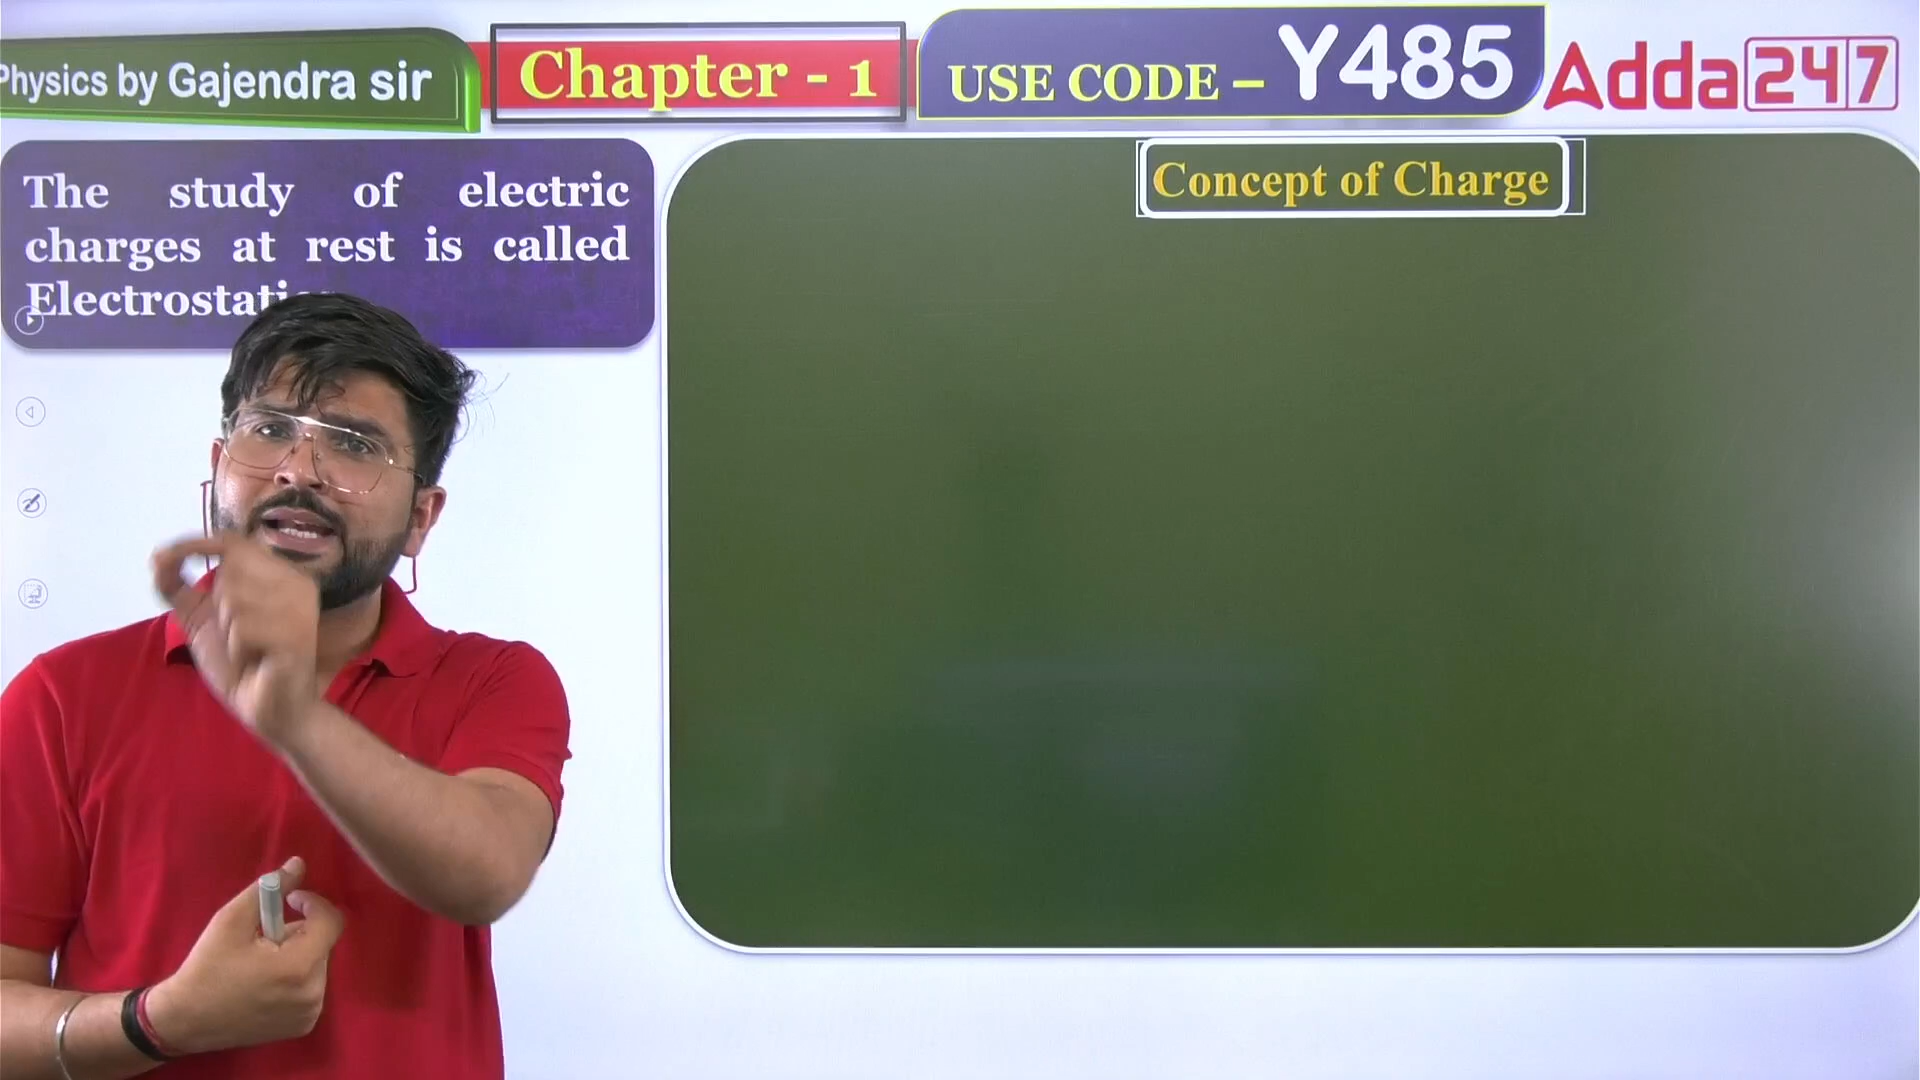 Physics by Gajendra sir
Chapter - 1
USE CODE – Y485
Adda247
The study of electric
charges at rest is called
Concept of Charge